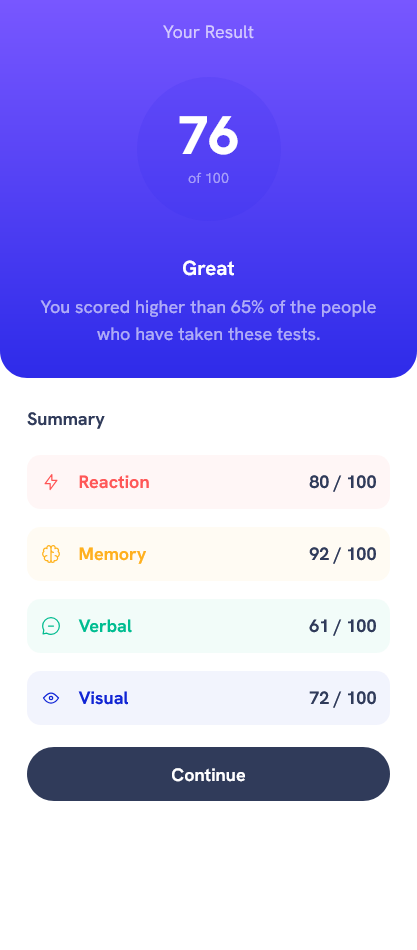 Your Result
76
of 100
Great
You scored higher than 65% of the people
who have taken these tests.
Summary
Reaction 80 / 100
Memory 92 / 100
Verbal 61 / 100
Visual 72 / 100
Continue